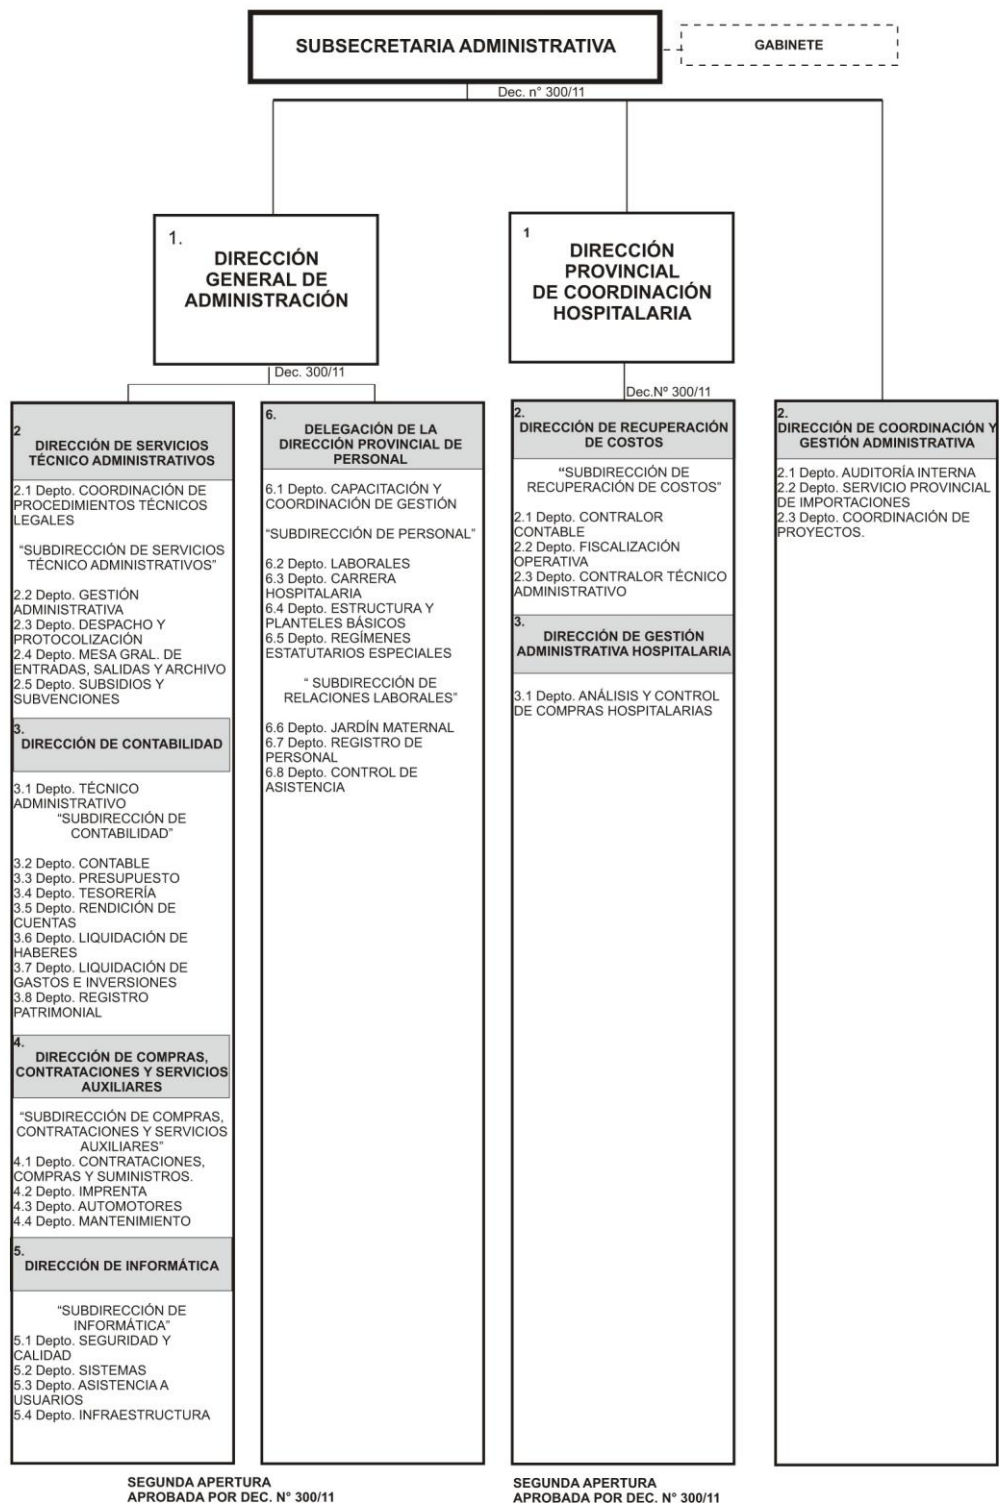 SUBSECRETARIA ADMINISTRATIVA
GABINETE
Dec. n° 300/11
1.
DIRECCIÓN
GENERAL DE
ADMINISTRACIÓN
Dec. 300/11
1
DIRECCIÓN
PROVINCIAL
DE COORDINACIÓN
HOSPITALARIA
Dec.Nº 300/11
2
DIRECCIÓN DE SERVICIOS
TÉCNICO ADMINISTRATIVOS
2.1 Depto. COORDINACIÓN DE
PROCEDIMIENTOS TÉCNICOS
LEGALES
“SUBDIRECCIÓN DE SERVICIOS
TÉCNICO ADMINISTRATIVOS”
2.2 Depto. GESTIÓN
ADMINISTRATIVA
2.3 Depto. DESPACHO Y
PROTOCOLIZACIÓN
2.4 Depto. MESA GRAL. DE
ENTRADAS, SALIDAS Y ARCHIVO
2.5 Depto. SUBSIDIOS Y
SUBVENCIONES
3.
DIRECCIÓN DE CONTABILIDAD
3.1 Depto. TÉCNICO
ADMINISTRATIVO
“SUBDIRECCIÓN DE
CONTABILIDAD”
3.2 Depto. CONTABLE
3.3 Depto. PRESUPUESTO
3.4 Depto. TESORERÍA
3.5 Depto. RENDICIÓN DE
CUENTAS
3.6 Depto. LIQUIDACIÓN DE
HABERES
3.7 Depto. LIQUIDACIÓN DE
GASTOS E INVERSIONES
3.8 Depto. REGISTRO
PATRIMONIAL
4.
DIRECCIÓN DE COMPRAS,
CONTRATACIONES Y SERVICIOS
AUXILIARES
“SUBDIRECCIÓN DE COMPRAS,
CONTRATACIONES Y SERVICIOS
AUXILIARES”
4.1 Depto. CONTRATACIONES,
COMPRAS Y SUMINISTROS.
4.2 Depto. IMPRENTA
4.3 Depto. AUTOMOTORES
4.4 Depto. MANTENIMIENTO
5.
DIRECCIÓN DE INFORMÁTICA
“SUBDIRECCIÓN DE
INFORMÁTICA”
5.1 Depto. SEGURIDAD Y
CALIDAD
5.2 Depto. SISTEMAS
5.3 Depto. ASISTENCIA A
USUARIOS
5.4 Depto. INFRAESTRUCTURA
6.
DELEGACIÓN DE LA
DIRECCIÓN PROVINCIAL DE
PERSONAL
6.1 Depto. CAPACITACIÓN Y
COORDINACIÓN DE GESTIÓN
“SUBDIRECCIÓN DE PERSONAL”
6.2 Depto. LABORALES
6.3 Depto. CARRERA
HOSPITALARIA
6.4 Depto. ESTRUCTURA Y
PLANTELES BÁSICOS
6.5 Depto. REGÍMENES
ESTATUTARIOS ESPECIALES
“ SUBDIRECCIÓN DE
RELACIONES LABORALES”
6.6 Depto. JARDÍN MATERNAL
6.7 Depto. REGISTRO DE
PERSONAL
6.8 Depto. CONTROL DE
ASISTENCIA
2.
DIRECCIÓN DE RECUPERACIÓN
DE COSTOS
“SUBDIRECCIÓN DE
RECUPERACIÓN DE COSTOS”
2.1 Depto. CONTRALOR
CONTABLE
2.2 Depto. FISCALIZACIÓN
OPERATIVA
2.3 Depto. CONTRALOR TÉCNICO
ADMINISTRATIVO
3.
DIRECCIÓN DE GESTIÓN
ADMINISTRATIVA HOSPITALARIA
3.1 Depto. ANÁLISIS Y CONTROL
DE COMPRAS HOSPITALARIAS
2.
DIRECCIÓN DE COORDINACIÓN Y
GESTIÓN ADMINISTRATIVA
2.1 Depto. AUDITORÍA INTERNA
2.2 Depto. SERVICIO PROVINCIAL
DE IMPORTACIONES
2.3 Depto. COORDINACIÓN DE
PROYECTOS.
SEGUNDA APERTURA
APROBADA POR DEC. N° 300/11
SEGUNDA APERTURA
APROBADA POR DEC. N° 300/11